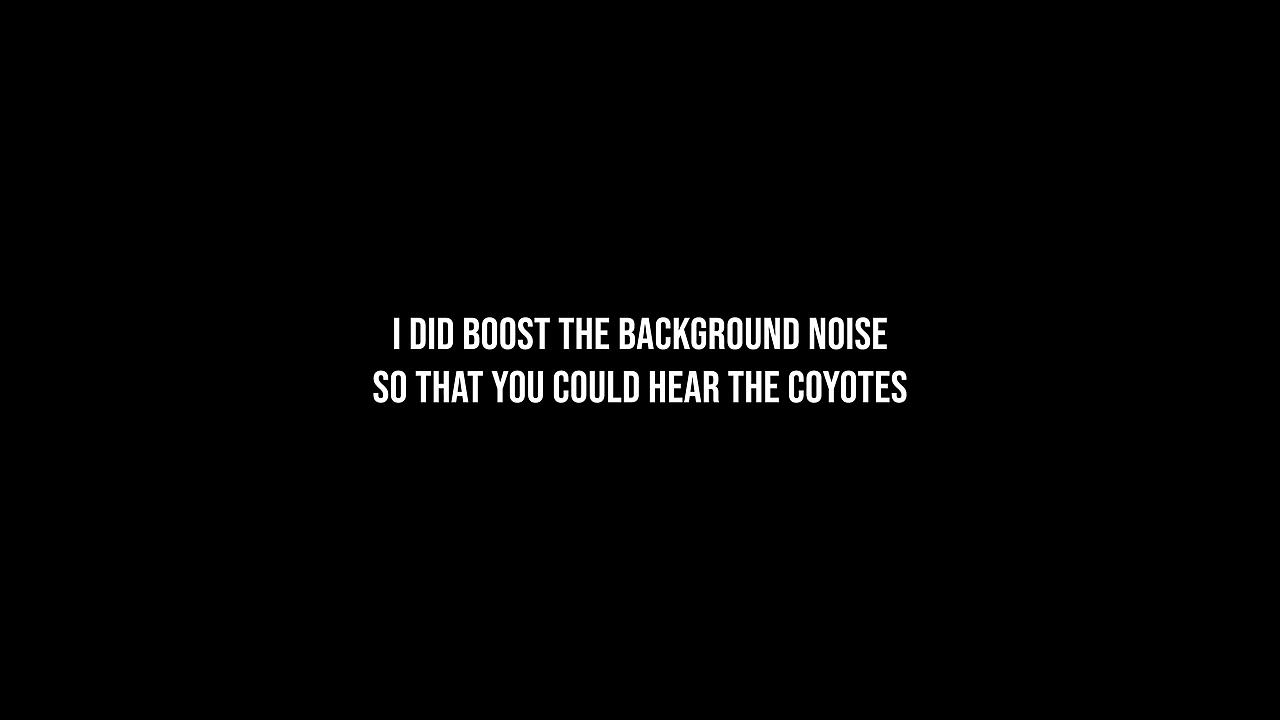 I DID BOOST THE BACKGROUND NOISE
SO THAT YOU COULD HEAR THE COYOTES